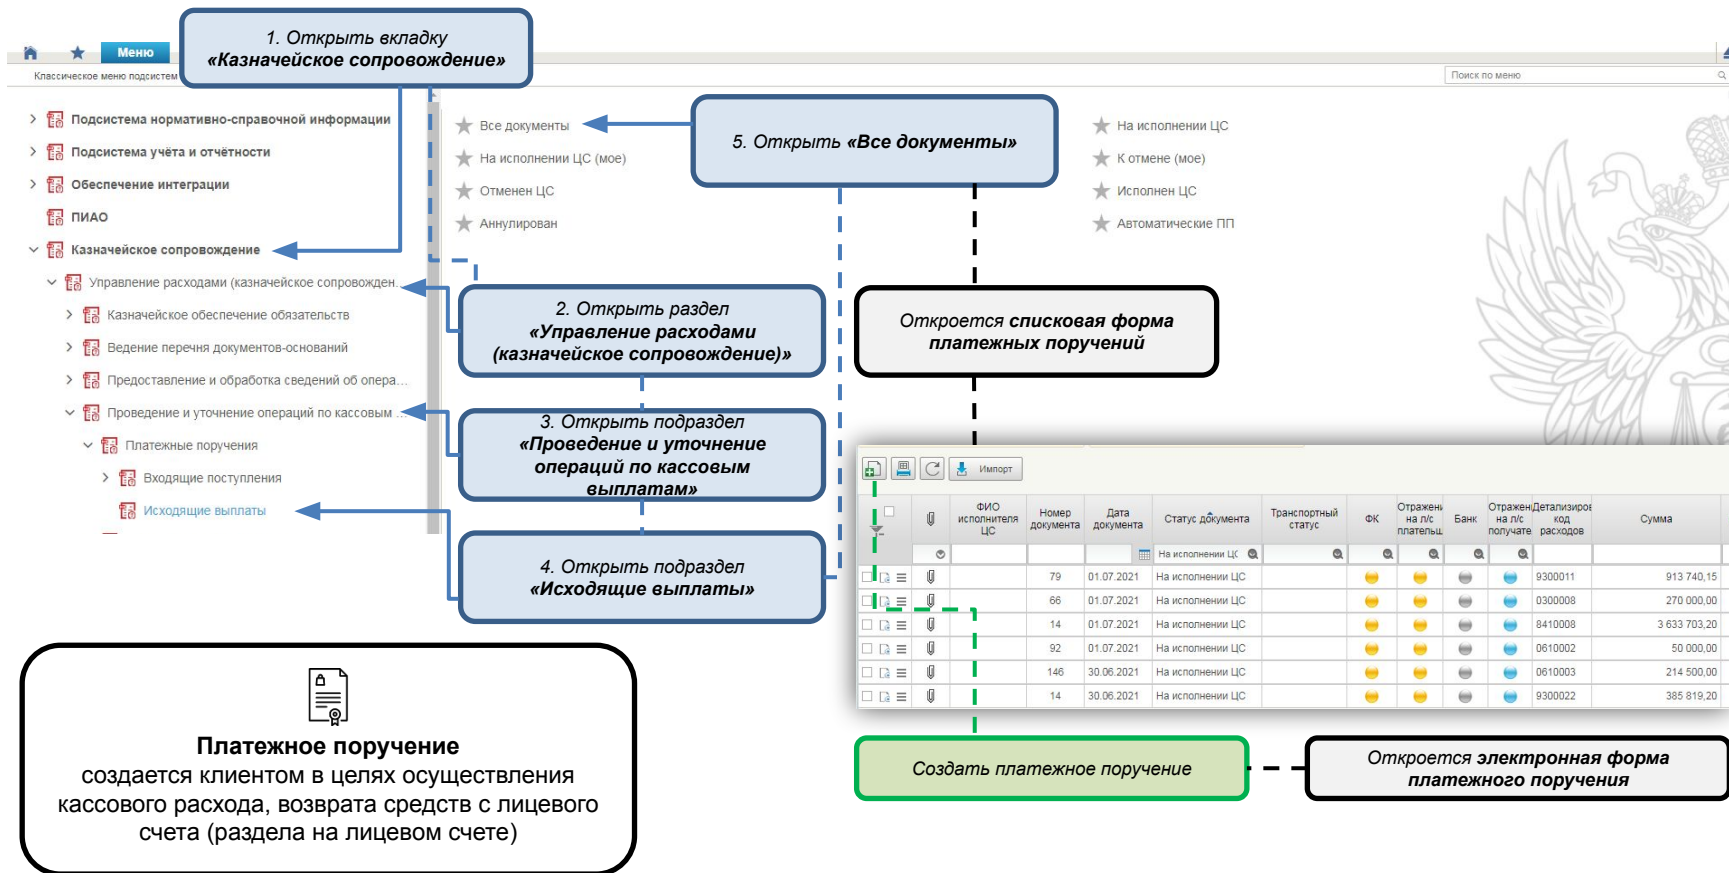 1. Открыть вкладку
«Казначейское сопровождение»
Меню
Классическое меню подсистем
Поиск по меню
Подсистема нормативно-справочной информации
Подсистема учёта и отчётности
Обеспечение интеграции
ПИАО
Казначейское сопровождение
Управление расходами (казначейское сопровожден...
Казначейское обеспечение обязательств
Ведение перечня документов-оснований
Предоставление и обработка сведений об опера...
Проведение и уточнение операций по кассовым ...
Платежные поручения
Входящие поступления
Исходящие выплаты
Все документы
На исполнении ЦС (мое)
Отменен ЦС
Аннулирован
5. Открыть «Все документы»
На исполнении ЦС
К отмене (мое)
Исполнен ЦС
Автоматические ПП
2. Открыть раздел
«Управление расходами
(казначейское сопровождение)»
3. Открыть подраздел
«Проведение и уточнение
операций по кассовым
выплатам»
4. Открыть подраздел
«Исходящие выплаты»
Откроется списковая форма
платежных поручений
Импорт
ФИО исполнителя ЦС Номер документа Дата документа Статус документа Транспортный статус ФК Отражени на л/с плательщ Банк Отражени на л/с получате Детализиров код расходов Сумма
На исполнении ЦС
79 01.07.2021 На исполнении ЦС 9300011 913 740,15
66 01.07.2021 На исполнении ЦС 0300008 270 000,00
14 01.07.2021 На исполнении ЦС 8410008 3 633 703,20
92 01.07.2021 На исполнении ЦС 0610002 50 000,00
146 30.06.2021 На исполнении ЦС 0610003 214 500,00
14 30.06.2021 На исполнении ЦС 9300022 385 819,20
Создать платежное поручение
Откроется электронная форма
платежного поручения
Платежное поручение
создается клиентом в целях осуществления
кассового расхода, возврата средств с лицевого
счета (раздела на лицевом счете)